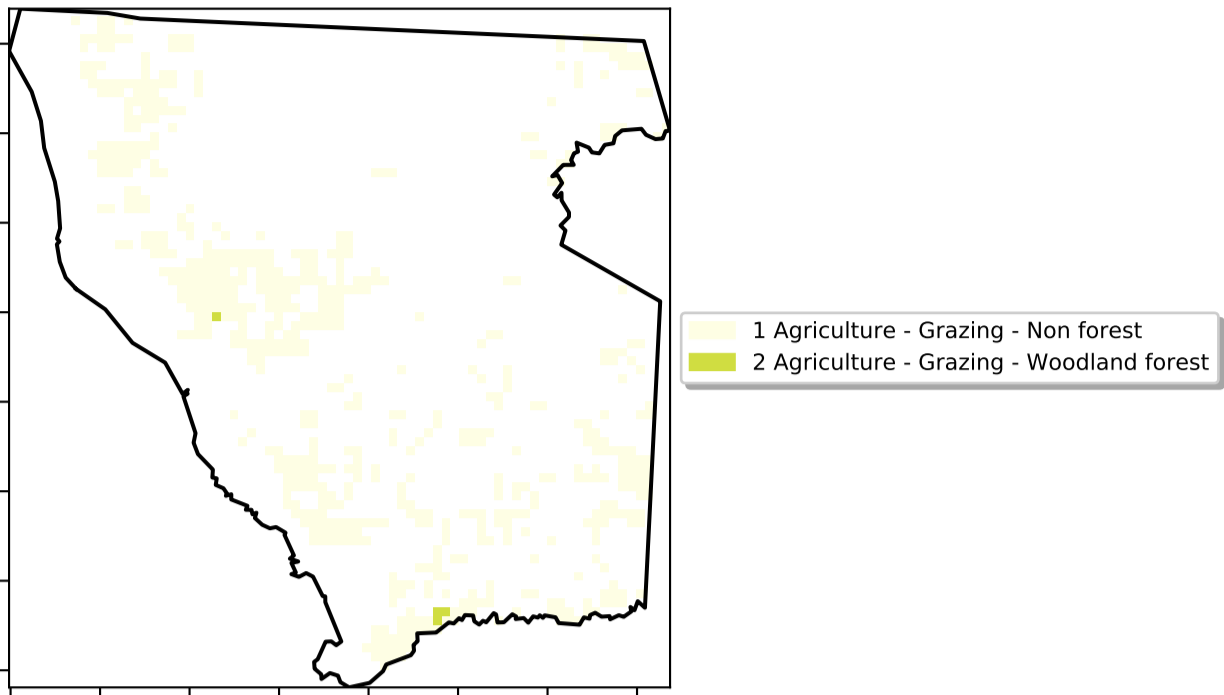 1 Agriculture - Grazing - Non forest
2 Agriculture - Grazing - Woodland forest